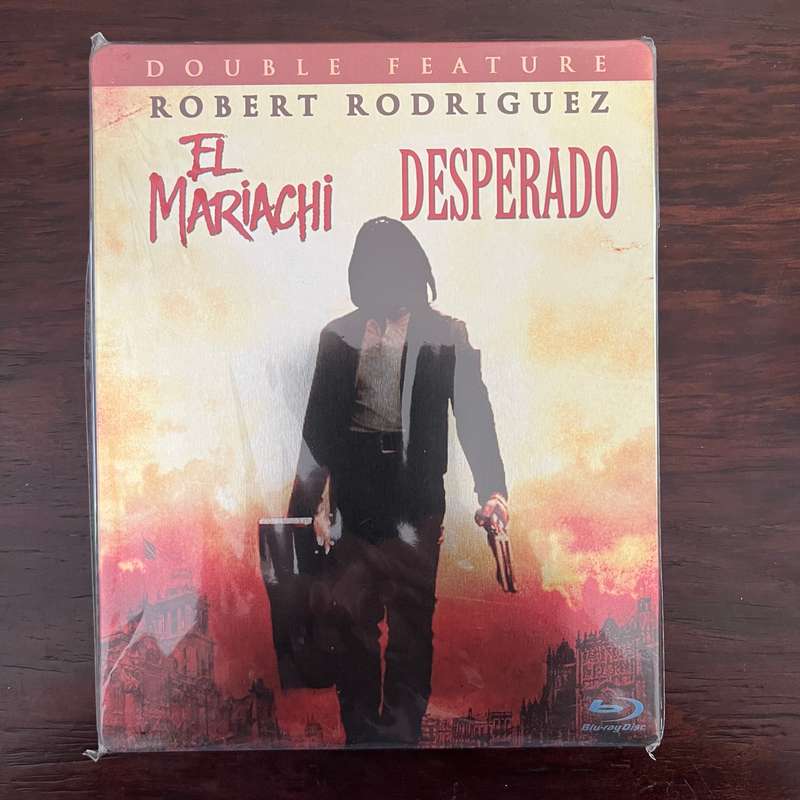 DOUBLE FEATURE
ROBERT RODRIGUEZ
EL MARiACHi
DESPERADO
Blu-ray Disc